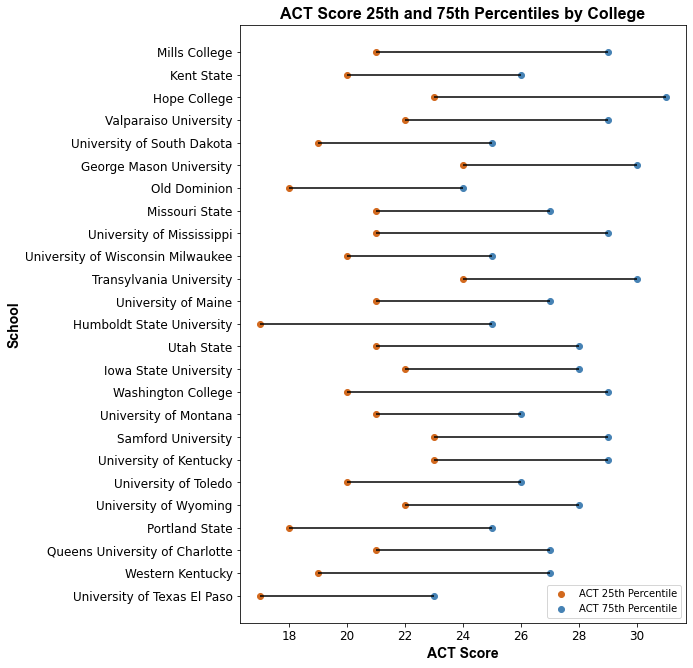 ACT Score 25th and 75th Percentiles by College
Mills College
Kent State
Hope College
Valparaiso University
University of South Dakota
George Mason University
Old Dominion
Missouri State
University of Mississippi
University of Wisconsin Milwaukee
Transylvania University
University of Maine
Humboldt State University
Utah State
Iowa State University
Washington College
University of Montana
Samford University
University of Kentucky
University of Toledo
University of Wyoming
Portland State
Queens University of Charlotte
Western Kentucky
University of Texas El Paso
School
ACT 25th Percentile
ACT 75th Percentile
18 20 22 24 26 28 30
ACT Score